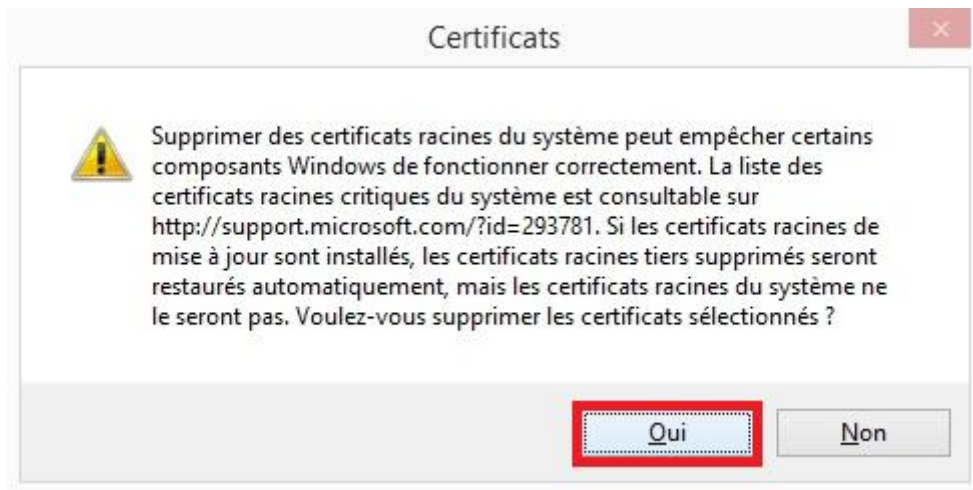 Certificats
Supprimer des certificats racines du système peut empêcher certains
composants Windows de fonctionner correctement. La liste des
certificats racines critiques du système est consultable sur
http://support.microsoft.com/?id=293781. Si les certificats racines de
mise à jour sont installés, les certificats racines tiers supprimés seront
restaurés automatiquement, mais les certificats racines du système ne
le seront pas. Voulez-vous supprimer les certificats sélectionnés ?
Oui Non